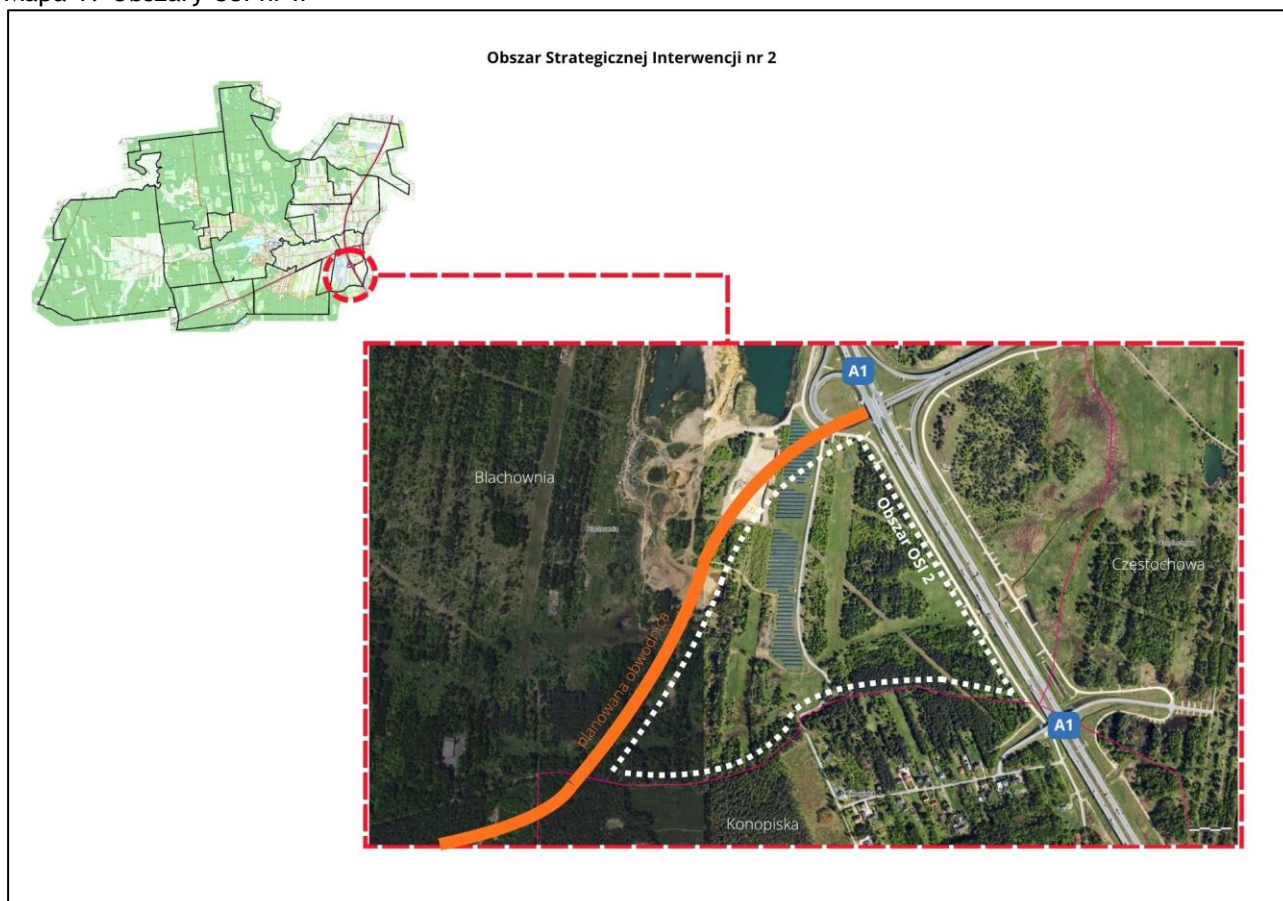 Obszar Strategicznej Interwencji nr 2
A1
Blachownia
Obszar OSI 2
Częstochowa
planowana obwodnica
A1
Konopiska